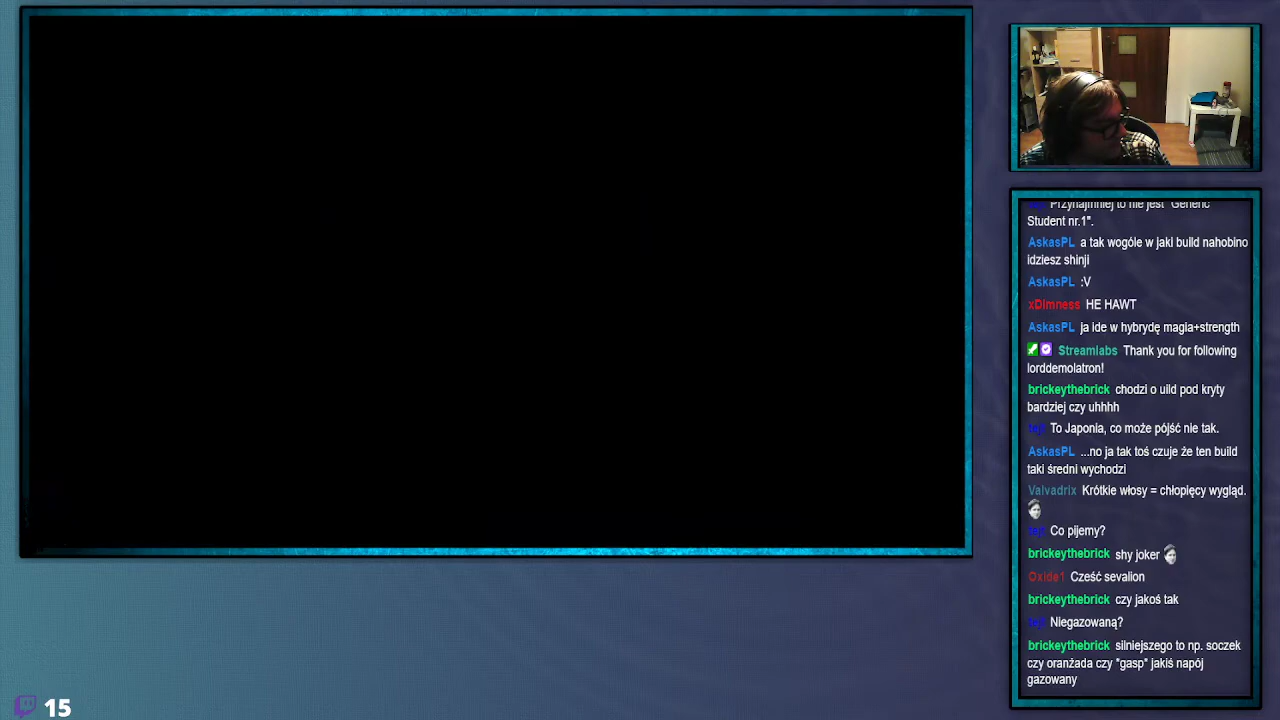 Przynajmniej to nie jest "Generic
Student nr.1".
AskasPL a tak wogóle w jaki build nahobino
idziesz shinji
AskasPL :V
xDimness HE HAWT
AskasPL ja ide w hybrydę magia+strength
Streamlabs Thank you for following
lorddemolatron!
brickeythebrick chodzi o uild pod kryty
bardziej czy uhhhh
To Japonia, co może pójść nie tak.
AskasPL ...no ja tak toś czuje że ten build
taki średni wychodzi
Valvadrix Krótkie włosy = chłopięcy wygląd.
Co pijemy?
brickeythebrick shy joker
Oxide1 Cześć sevalion
brickeythebrick czy jakoś tak
Niegazowaną?
brickeythebrick silniejszego to np. soczek
czy oranżada czy "gasp" jakiś napój
gazowany
15